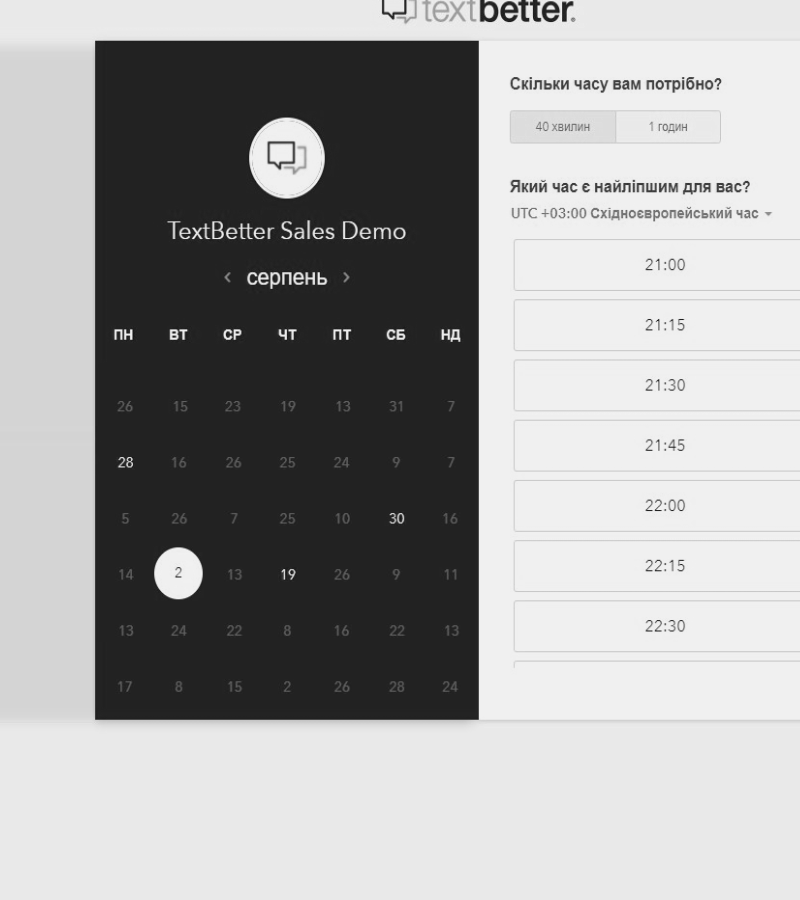 textbetter.
TextBetter Sales Demo
серпень
ПН ВТ СР ЧТ ПТ СБ НД
26 15 23 19 13 31 7
28 16 26 25 24 9 7
5 26 7 25 10 30 16
14 2 13 19 26 9 11
13 24 22 8 16 22 13
17 8 15 2 26 28 24
Скільки часу вам потрібно?
40 хвилин 1 годин
Який час є найліпшим для вас?
UTC +03:00 Східноєвропейський час
21:00
21:15
21:30
21:45
22:00
22:15
22:30